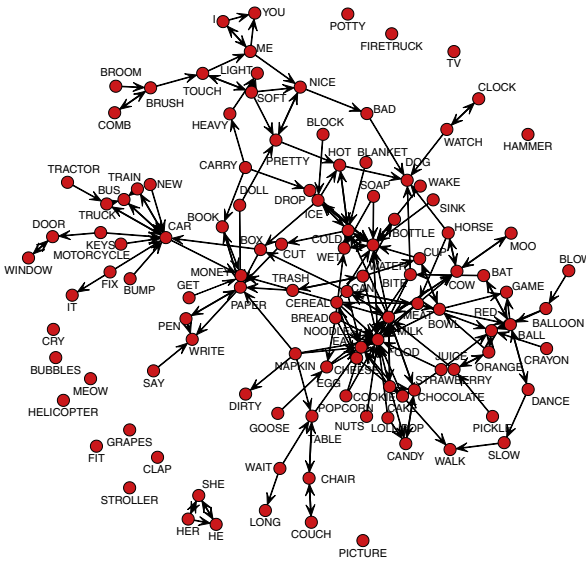 YOU
I
POTTY
FIRETRUCK
ME
TV
BROOM
LIGHT
NICE
TOUCH
SOFT
CLOCK
BRUSH
COMB
HEAVY
BAD
BLOCK
WATCH
HAMMER
PRETTY
HOT
BLANKET
DOG
CARRY
TRACTOR
TRAIN
NEW
BUS
DOLL
DROP
SOAP
WAKE
TRUCK
ICE
SINK
BOOK
BOTTLE
HORSE
DOOR
CAR
COLD
MOO
KEYS
BOX
CUT
WET
MOTORCYCLE
CUP
WINDOW
WATER
BLOW
FIX
BUMP
MONEY
TRASH
CAN
BITE
COW
BAT
IT
GET
PAPER
CEREAL
MEAT
GAME
PEN
BREAD
BOWL
RED
BALLOON
CRY
WRITE
NOODLES
MILK
BALL
EAT
FOOD
BUBBLES
NAPKIN
CHEESE
JUICE
ORANGE
CRAYON
SAY
EGG
STRAWBERRY
MEOW
DIRTY
COOKIE
CHOCOLATE
DANCE
HELICOPTER
GOOSE
POPCORN
CAKE
NUTS
LOLLIPOP
PICKLE
GRAPES
TABLE
FIT
CANDY
WALK
SLOW
CLAP
WAIT
CHAIR
STROLLER
SHE
LONG
HER
HE
COUCH
PICTURE